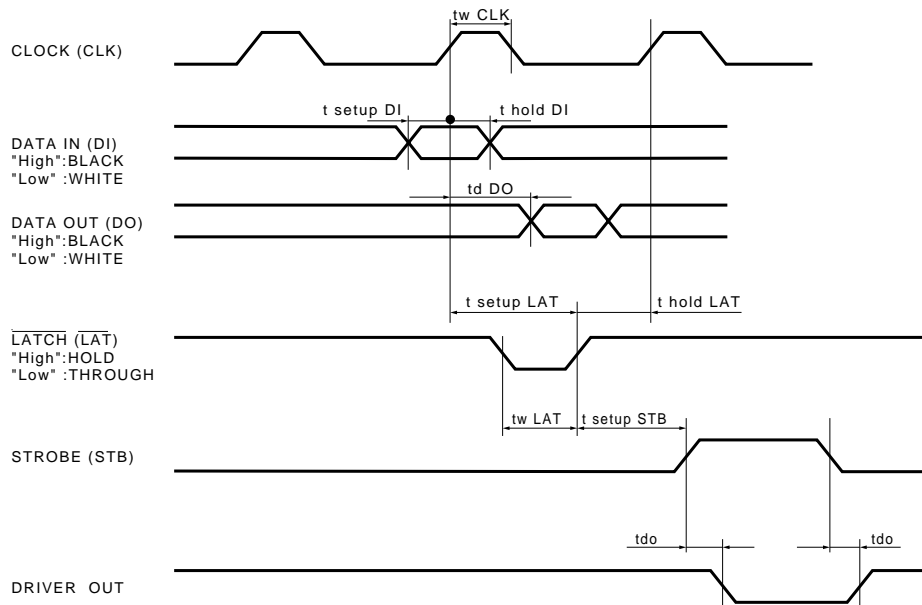 tw CLK
CLOCK (CLK)
t setup DI
t hold DI
DATA IN (DI)
"High":BLACK
"Low" :WHITE
td DO
DATA OUT (DO)
"High":BLACK
"Low" :WHITE
t setup LAT
t hold LAT
LATCH (LAT)
"High":HOLD
"Low" :THROUGH
tw LAT
t setup STB
STROBE (STB)
tdo
tdo
DRIVER OUT